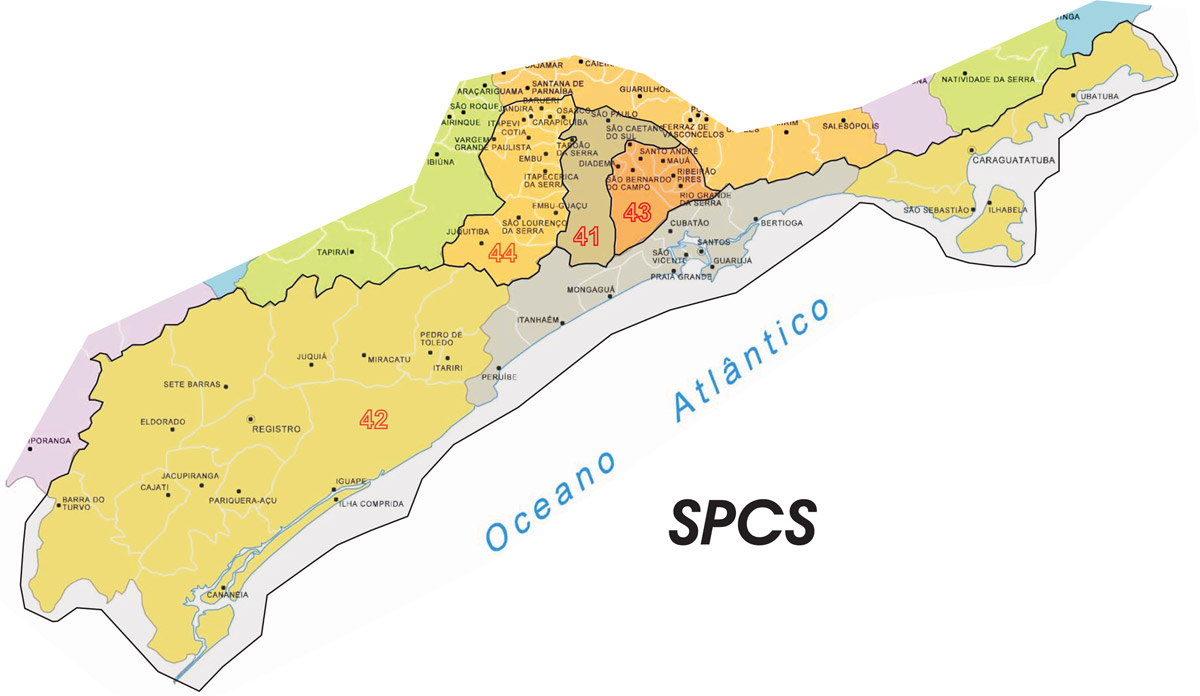 TINGA
CAJAMAR
CAIEIR
NATIVIDADE DA SERRA
NA
SANTANA DE
PARNAÍBA
ARAÇARIGUAMA
GUARULHOS
UBATUBA
BARUERI
SÃO ROQUE
JANDIRA
OSASCO
SÃO PAULO
AIRINQUE
ITAPEVI
CARAPICUÍBA
FERRAZ DE
VASCONCELOS
SALESÓPOLIS
SÃO CAETANO
DO SUL
COTIA
VARGEM
GRANDE
PAULISTA
TABOÃO
DA SERRA
SANTO ANDRÉ
MAUÁ
DIADEMA
IBIÚNA
EMBU
CARAGUATATUBA
RIBEIRÃO
PIRES
ITAPECERICA
DA SERRA
SÃO BERNARDO
DO CAMPO
RIO GRANDE
DA SERRA
EMBU-GUAÇU
SÃO SEBASTIÃO
ILHABELA
43
SÃO LOURENÇO
DA SERRA
CUBATÃO
BERTIOGA
JUQUITIBA
41
SANTOS
44
TAPIRAÍ
SÃO
VICENTE
GUARUJÁ
PRAIA GRANDE
MONGAGUÁ
ITANHAÉM
PEDRO DE
TOLEDO
JUQUIÁ
MIRACATU
ITARIRI
PERUÍBE
SETE BARRAS
Oceano Atlântico
42
ELDORADO
REGISTRO
IPORANGA
JACUPIRANGA
CAJATI
IGUAPE
PARIQUERA-AÇU
ILHA COMPRIDA
BARRA DO
TURVO
SPCS
CANANÉIA